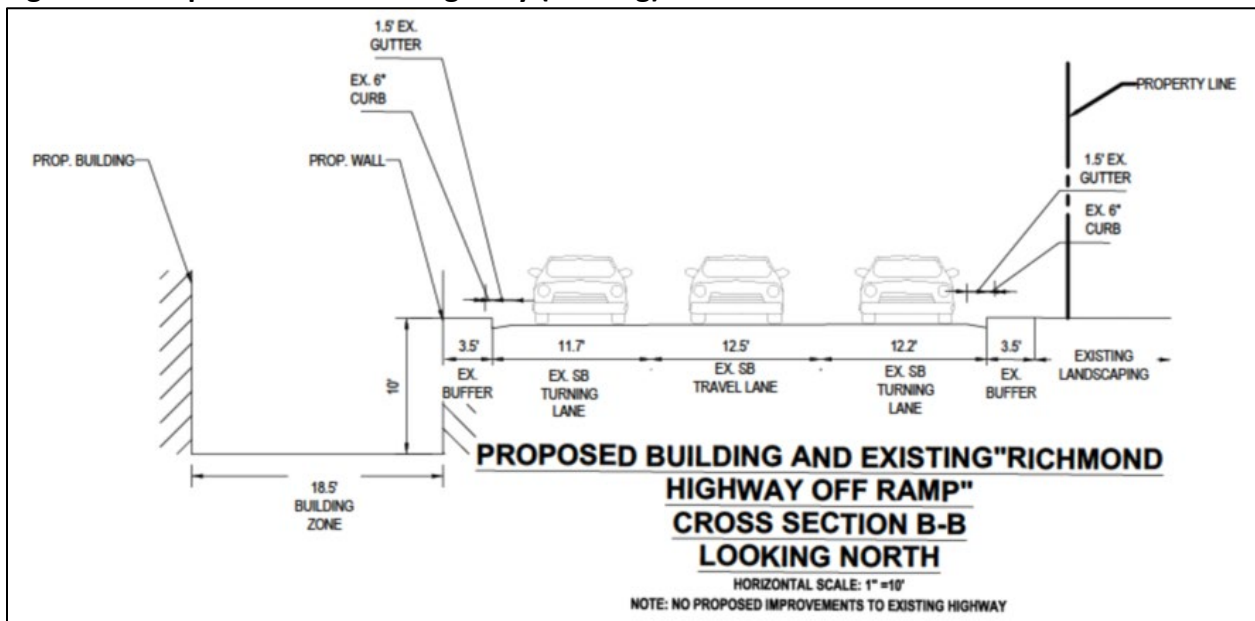 1.5' EX.
GUTTER
EX. 6"
CURB
PROP. BUILDING
PROP. WALL
PROPERTY LINE
1.5' EX.
GUTTER
EX. 6"
CURB
10'
3.5'
EX.
BUFFER
11.7'
EX. SB
TURNING
LANE
12.5'
EX. SB
TRAVEL LANE
12.2'
EX. SB
TURNING
LANE
3.5'
EX.
BUFFER
EXISTING
LANDSCAPING
18.5'
BUILDING
ZONE
PROPOSED BUILDING AND EXISTING"RICHMOND
HIGHWAY OFF RAMP"
CROSS SECTION B-B
LOOKING NORTH
HORIZONTAL SCALE: 1" =10'
NOTE: NO PROPOSED IMPROVEMENTS TO EXISTING HIGHWAY